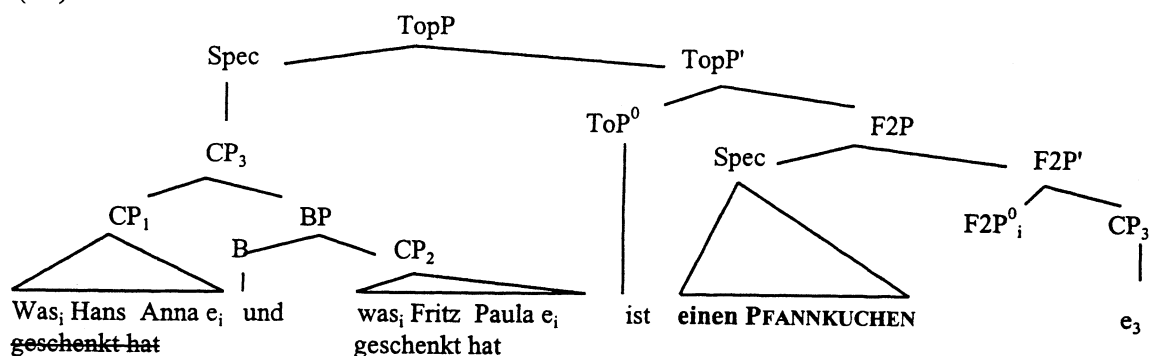 TopP
Spec TopP'
ToP⁰ F2P
CP₃ Spec F2P'
CP₁ BP F2P⁰ᵢ CP₃
B CP₂
Wasᵢ Hans Anna eᵢ und wasᵢ Fritz Paula eᵢ ist einen PFANNKUCHEN e₃
geschenkt hat geschenkt hat